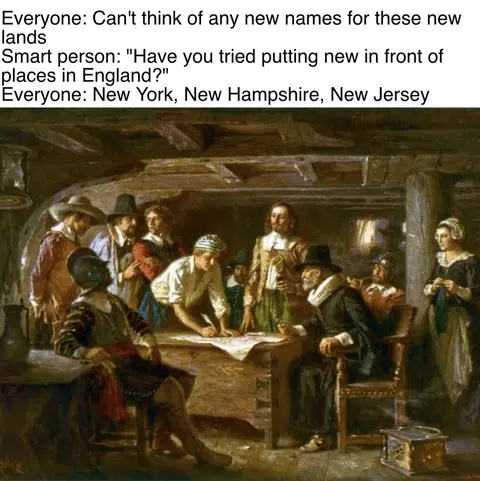 Everyone: Can't think of any new names for these new
lands
Smart person: "Have you tried putting new in front of
places in England?"
Everyone: New York, New Hampshire, New Jersey